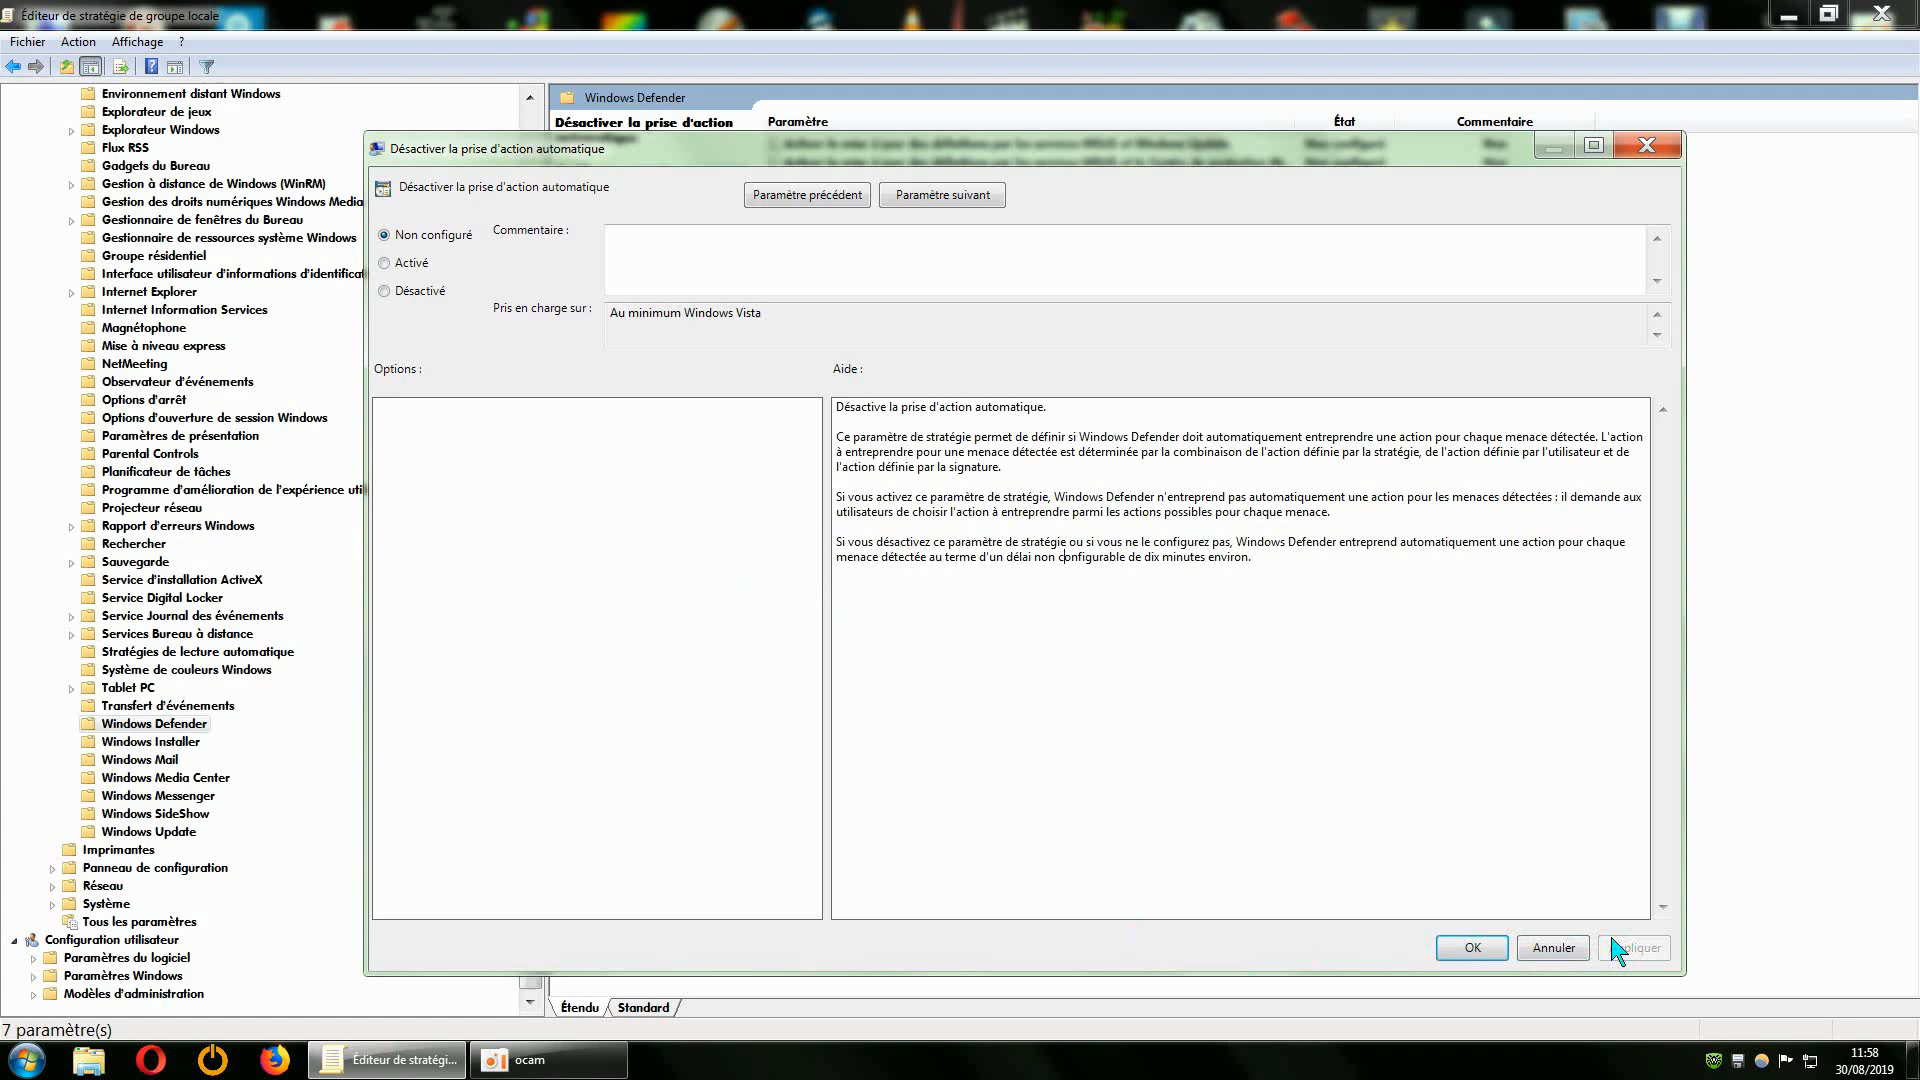 Éditeur de stratégie de groupe locale
Fichier Action Affichage ?
Environnement distant Windows
Explorateur de jeux
Explorateur Windows
Flux RSS
Gadgets du Bureau
Gestion à distance de Windows (WinRM)
Gestion des droits numériques Windows Media
Gestionnaire de fenêtres du Bureau
Gestionnaire de ressources système Windows
Groupe résidentiel
Interface utilisateur d'informations d'identificat
Internet Explorer
Internet Information Services
Magnétophone
Mise à niveau express
NetMeeting
Observateur d'événements
Options d'arrêt
Options d'ouverture de session Windows
Paramètres de présentation
Parental Controls
Planificateur de tâches
Programme d'amélioration de l'expérience uti
Projecteur réseau
Rapport d'erreurs Windows
Rechercher
Sauvegarde
Service d'installation ActiveX
Service Digital Locker
Service Journal des événements
Services Bureau à distance
Stratégies de lecture automatique
Système de couleurs Windows
Tablet PC
Transfert d'événements
Windows Defender
Windows Installer
Windows Mail
Windows Media Center
Windows Messenger
Windows SideShow
Windows Update
Imprimantes
Panneau de configuration
Réseau
Système
Tous les paramètres
Configuration utilisateur
Paramètres du logiciel
Paramètres Windows
Modèles d'administration
Windows Defender
Désactiver la prise d'action
Paramètre État Commentaire
Désactiver la prise d'action automatique
Désactiver la prise d'action automatique
Paramètre précédent Paramètre suivant
Non configuré
Activé
Désactivé
Commentaire :
Pris en charge sur :
Au minimum Windows Vista
Options :
Aide :
Désactive la prise d'action automatique.
Ce paramètre de stratégie permet de définir si Windows Defender doit automatiquement entreprendre une action pour chaque menace détectée. L'action
à entreprendre pour une menace détectée est déterminée par la combinaison de l'action définie par la stratégie, de l'action définie par l'utilisateur et de
l'action définie par la signature.
Si vous activez ce paramètre de stratégie, Windows Defender n'entreprend pas automatiquement une action pour les menaces détectées : il demande aux
utilisateurs de choisir l'action à entreprendre parmi les actions possibles pour chaque menace.
Si vous désactivez ce paramètre de stratégie ou si vous ne le configurez pas, Windows Defender entreprend automatiquement une action pour chaque
menace détectée au terme d'un délai non configurable de dix minutes environ.
OK Annuler
Étendu Standard
7 paramètre(s)
Éditeur de stratégi...
ocam
11:58
30/08/2019